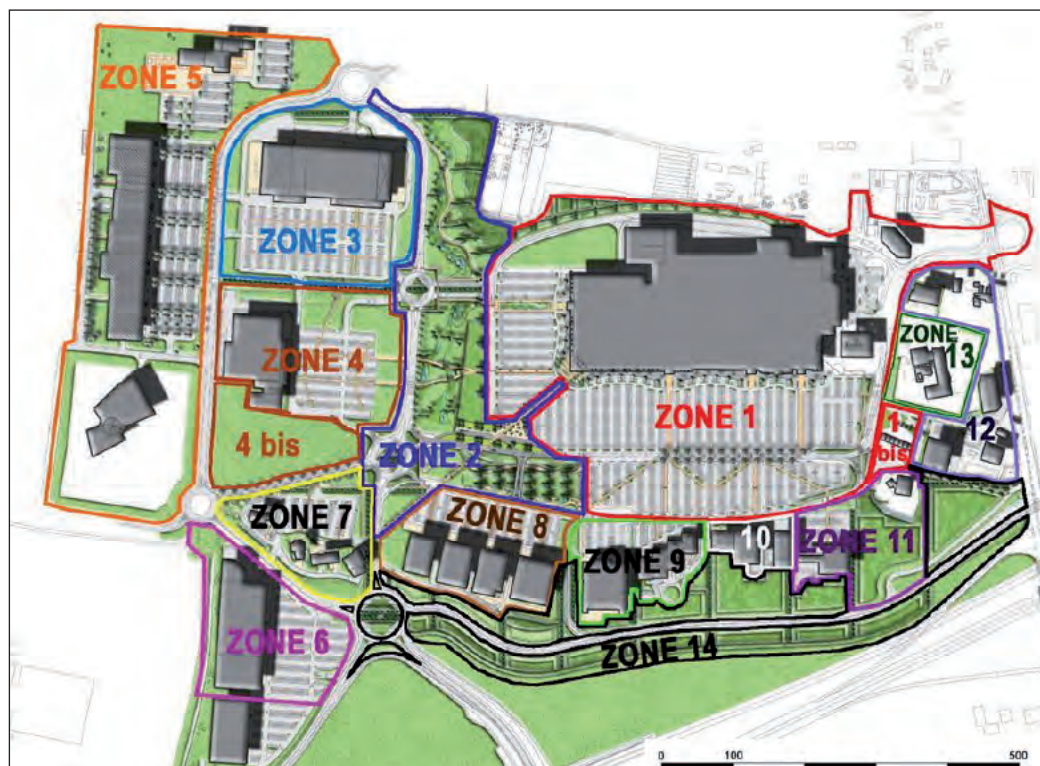 ZONE 5
ZONE 3
ZONE
13
ZONE 4
ZONE 1
1
bis
12
4 bis
ZONE 2
ZONE 7
ZONE 8
10
ZONE 11
ZONE 9
ZONE 6
ZONE 14
0 100 500